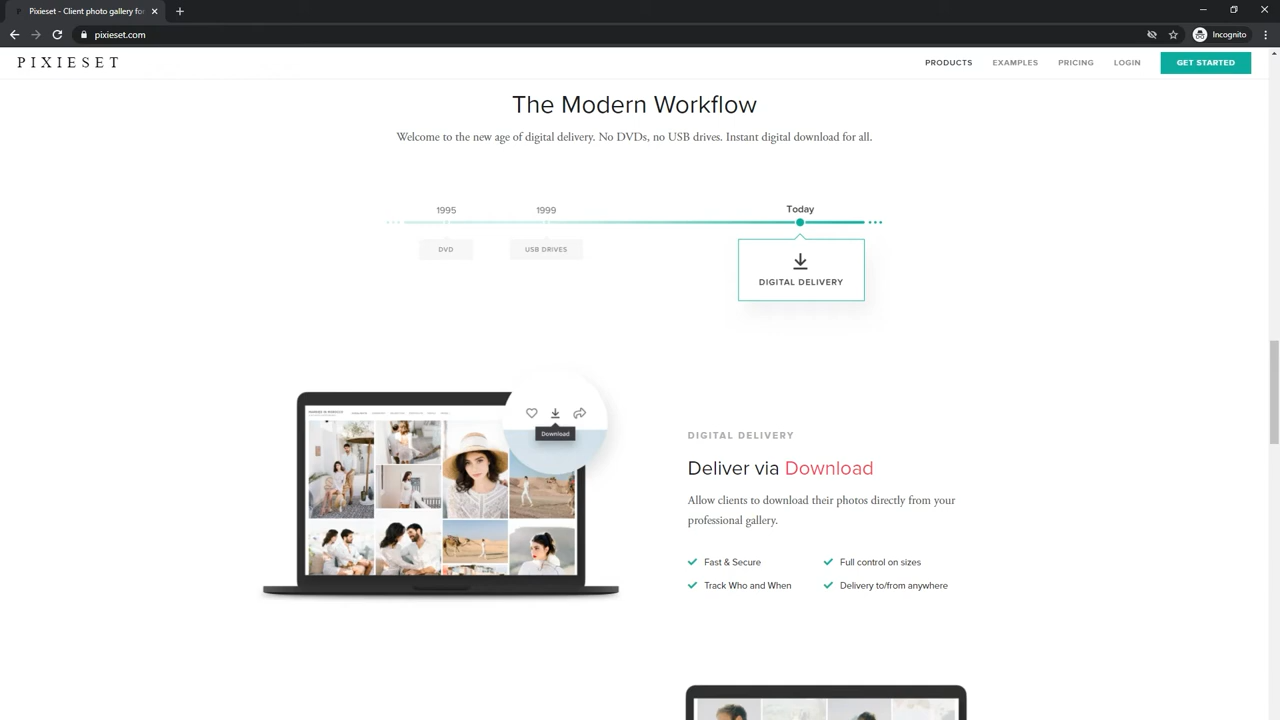 Pixieset - Client photo gallery for
pixieset.com
Incognito
PIXIESET
PRODUCTS
EXAMPLES
PRICING
LOGIN
GET STARTED
The Modern Workflow
Welcome to the new age of digital delivery. No DVDs, no USB drives. Instant digital download for all.
1995
1999
Today
DVD
USB DRIVES
DIGITAL DELIVERY
Download
DIGITAL DELIVERY
Deliver via Download
Allow clients to download their photos directly from your
professional gallery.
Fast & Secure
Full control on sizes
Track Who and When
Delivery to/from anywhere